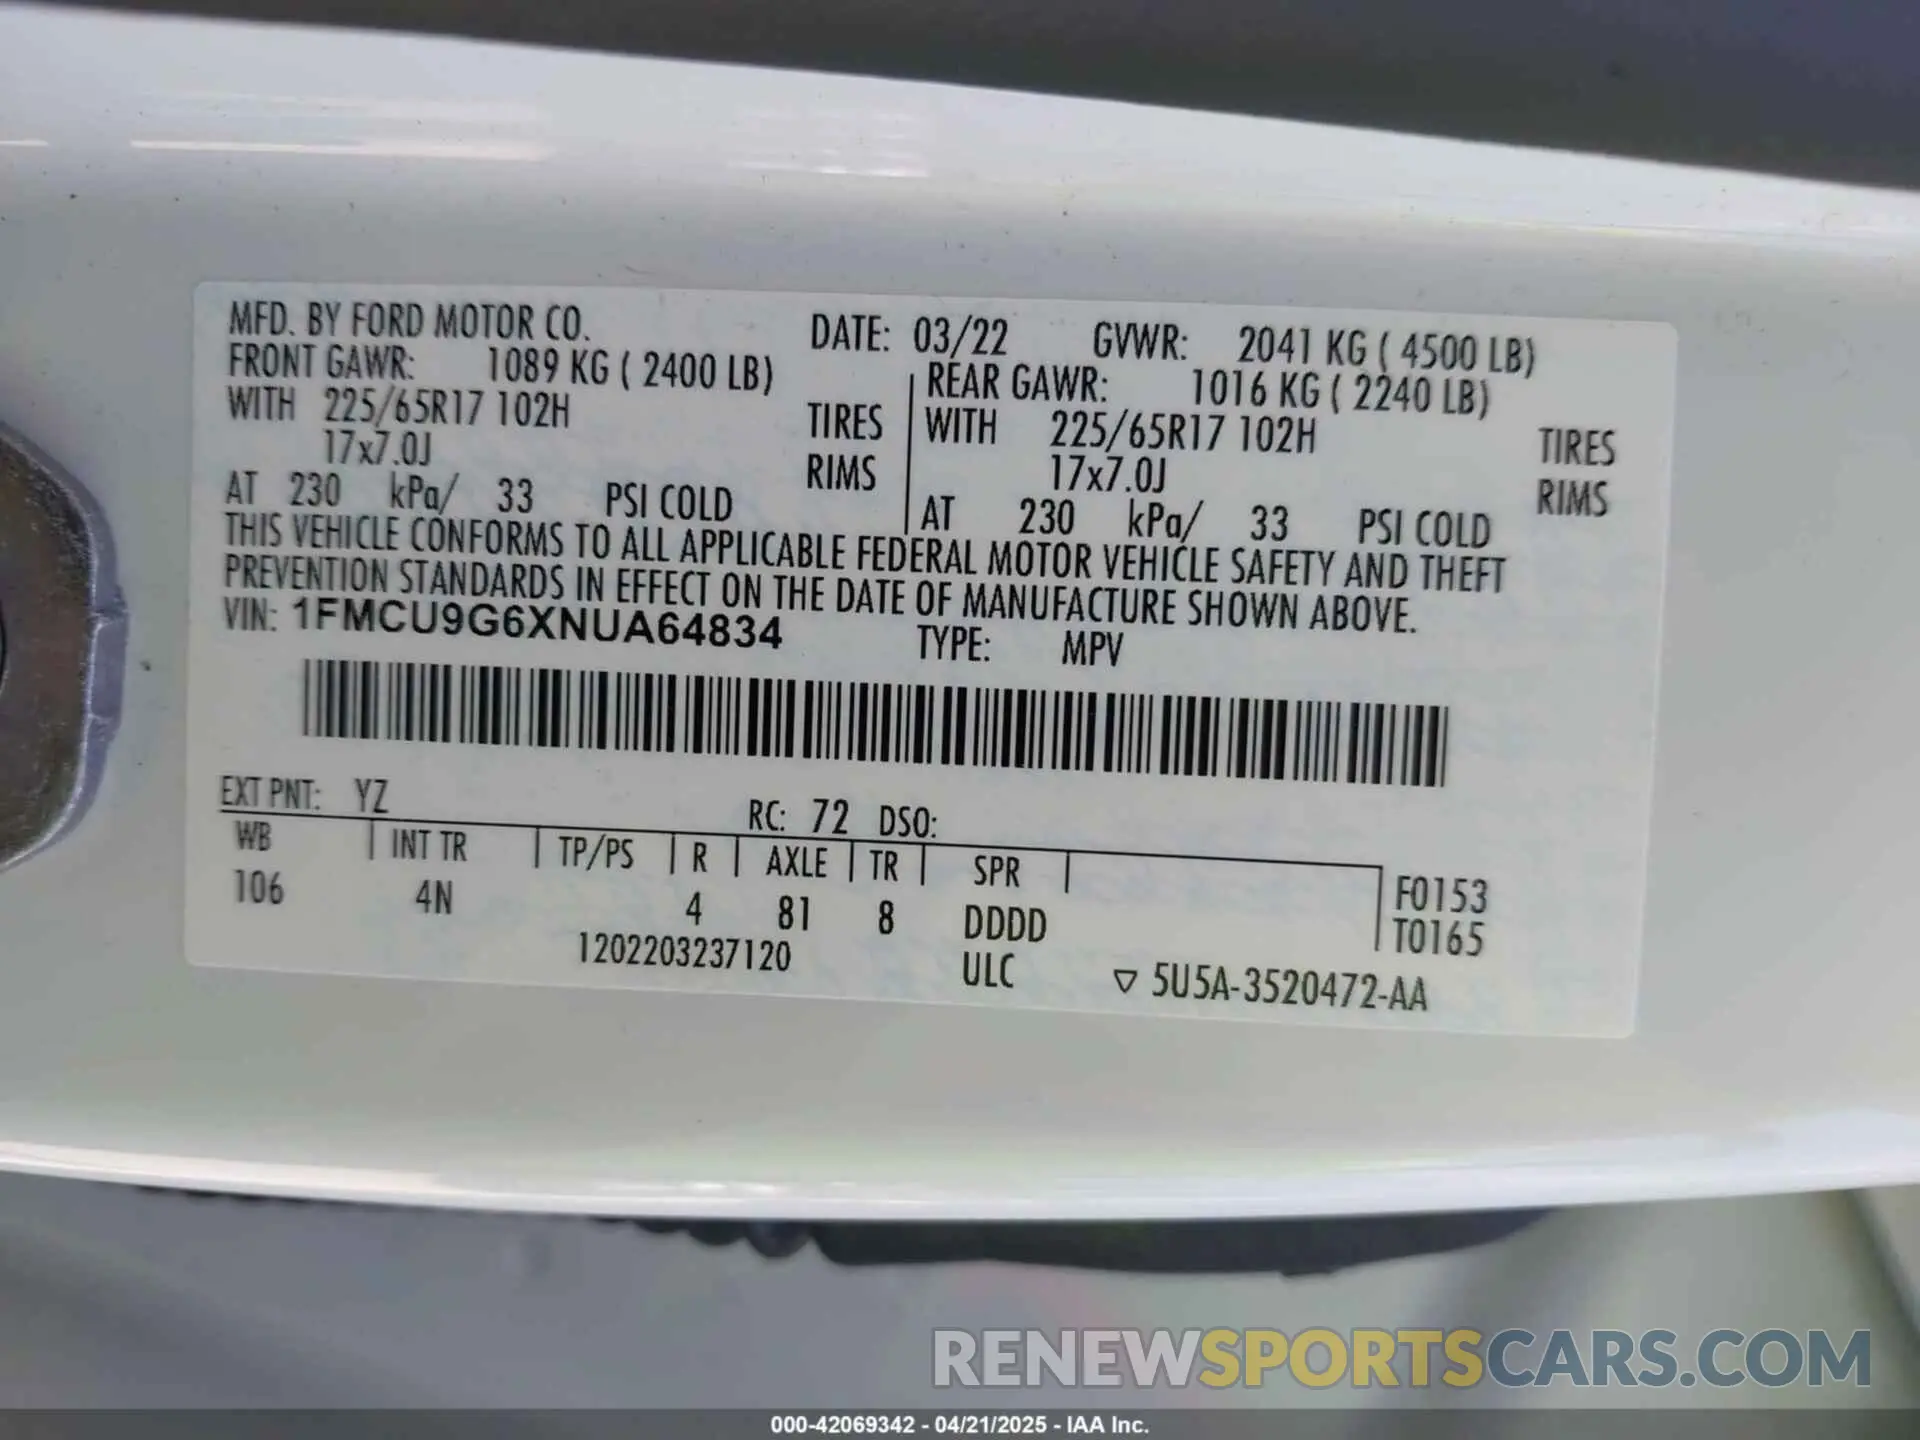 MFD. BY FORD MOTOR CO. DATE: 03/22 GVWR: 2041 KG ( 4500 LB)
FRONT GAWR: 1089 KG ( 2400 LB) REAR GAWR: 1016 KG ( 2240 LB)
WITH 225/65R17 102H TIRES WITH 225/65R17 102H TIRES
17x7.0J RIMS 17x7.0J RIMS
AT 230 kPa/ 33 PSI COLD AT 230 kPa/ 33 PSI COLD
THIS VEHICLE CONFORMS TO ALL APPLICABLE FEDERAL MOTOR VEHICLE SAFETY AND THEFT
PREVENTION STANDARDS IN EFFECT ON THE DATE OF MANUFACTURE SHOWN ABOVE.
VIN: 1FMCU9G6XNUA64834 TYPE: MPV
EXT PNT: YZ RC: 72 DSO:
WB INT TR TP/PS R AXLE TR SPR
106 4N 4 81 8 DDDD
F0153
T0165
1202203237120 ULC ▽ 5U5A-3520472-AA
RENEWSPORTSCARS.COM
000-42069342 - 04/21/2025 - IAA Inc.